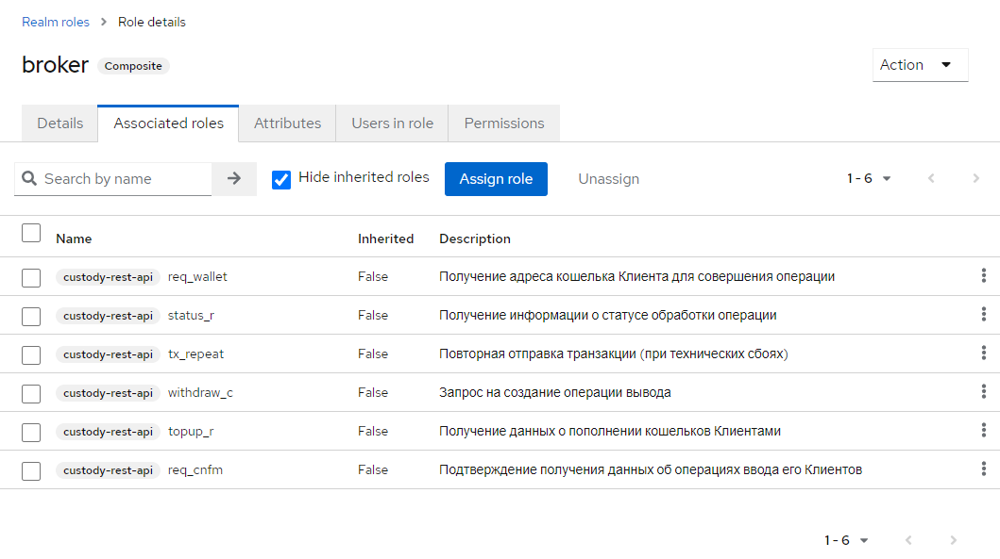 Realm roles > Role details
broker Composite
Action
Details Associated roles Attributes Users in role Permissions
Search by name Hide inherited roles Assign role Unassign 1 - 6
Name Inherited Description
custody-rest-api req_wallet False Получение адреса кошелька Клиента для совершения операции
custody-rest-api status_r False Получение информации о статусе обработки операции
custody-rest-api tx_repeat False Повторная отправка транзакции (при технических сбоях)
custody-rest-api withdraw_c False Запрос на создание операции вывода
custody-rest-api topup_r False Получение данных о пополнении кошельков Клиентами
custody-rest-api req_cnfm False Подтверждение получения данных об операциях ввода его Клиентов
1 - 6